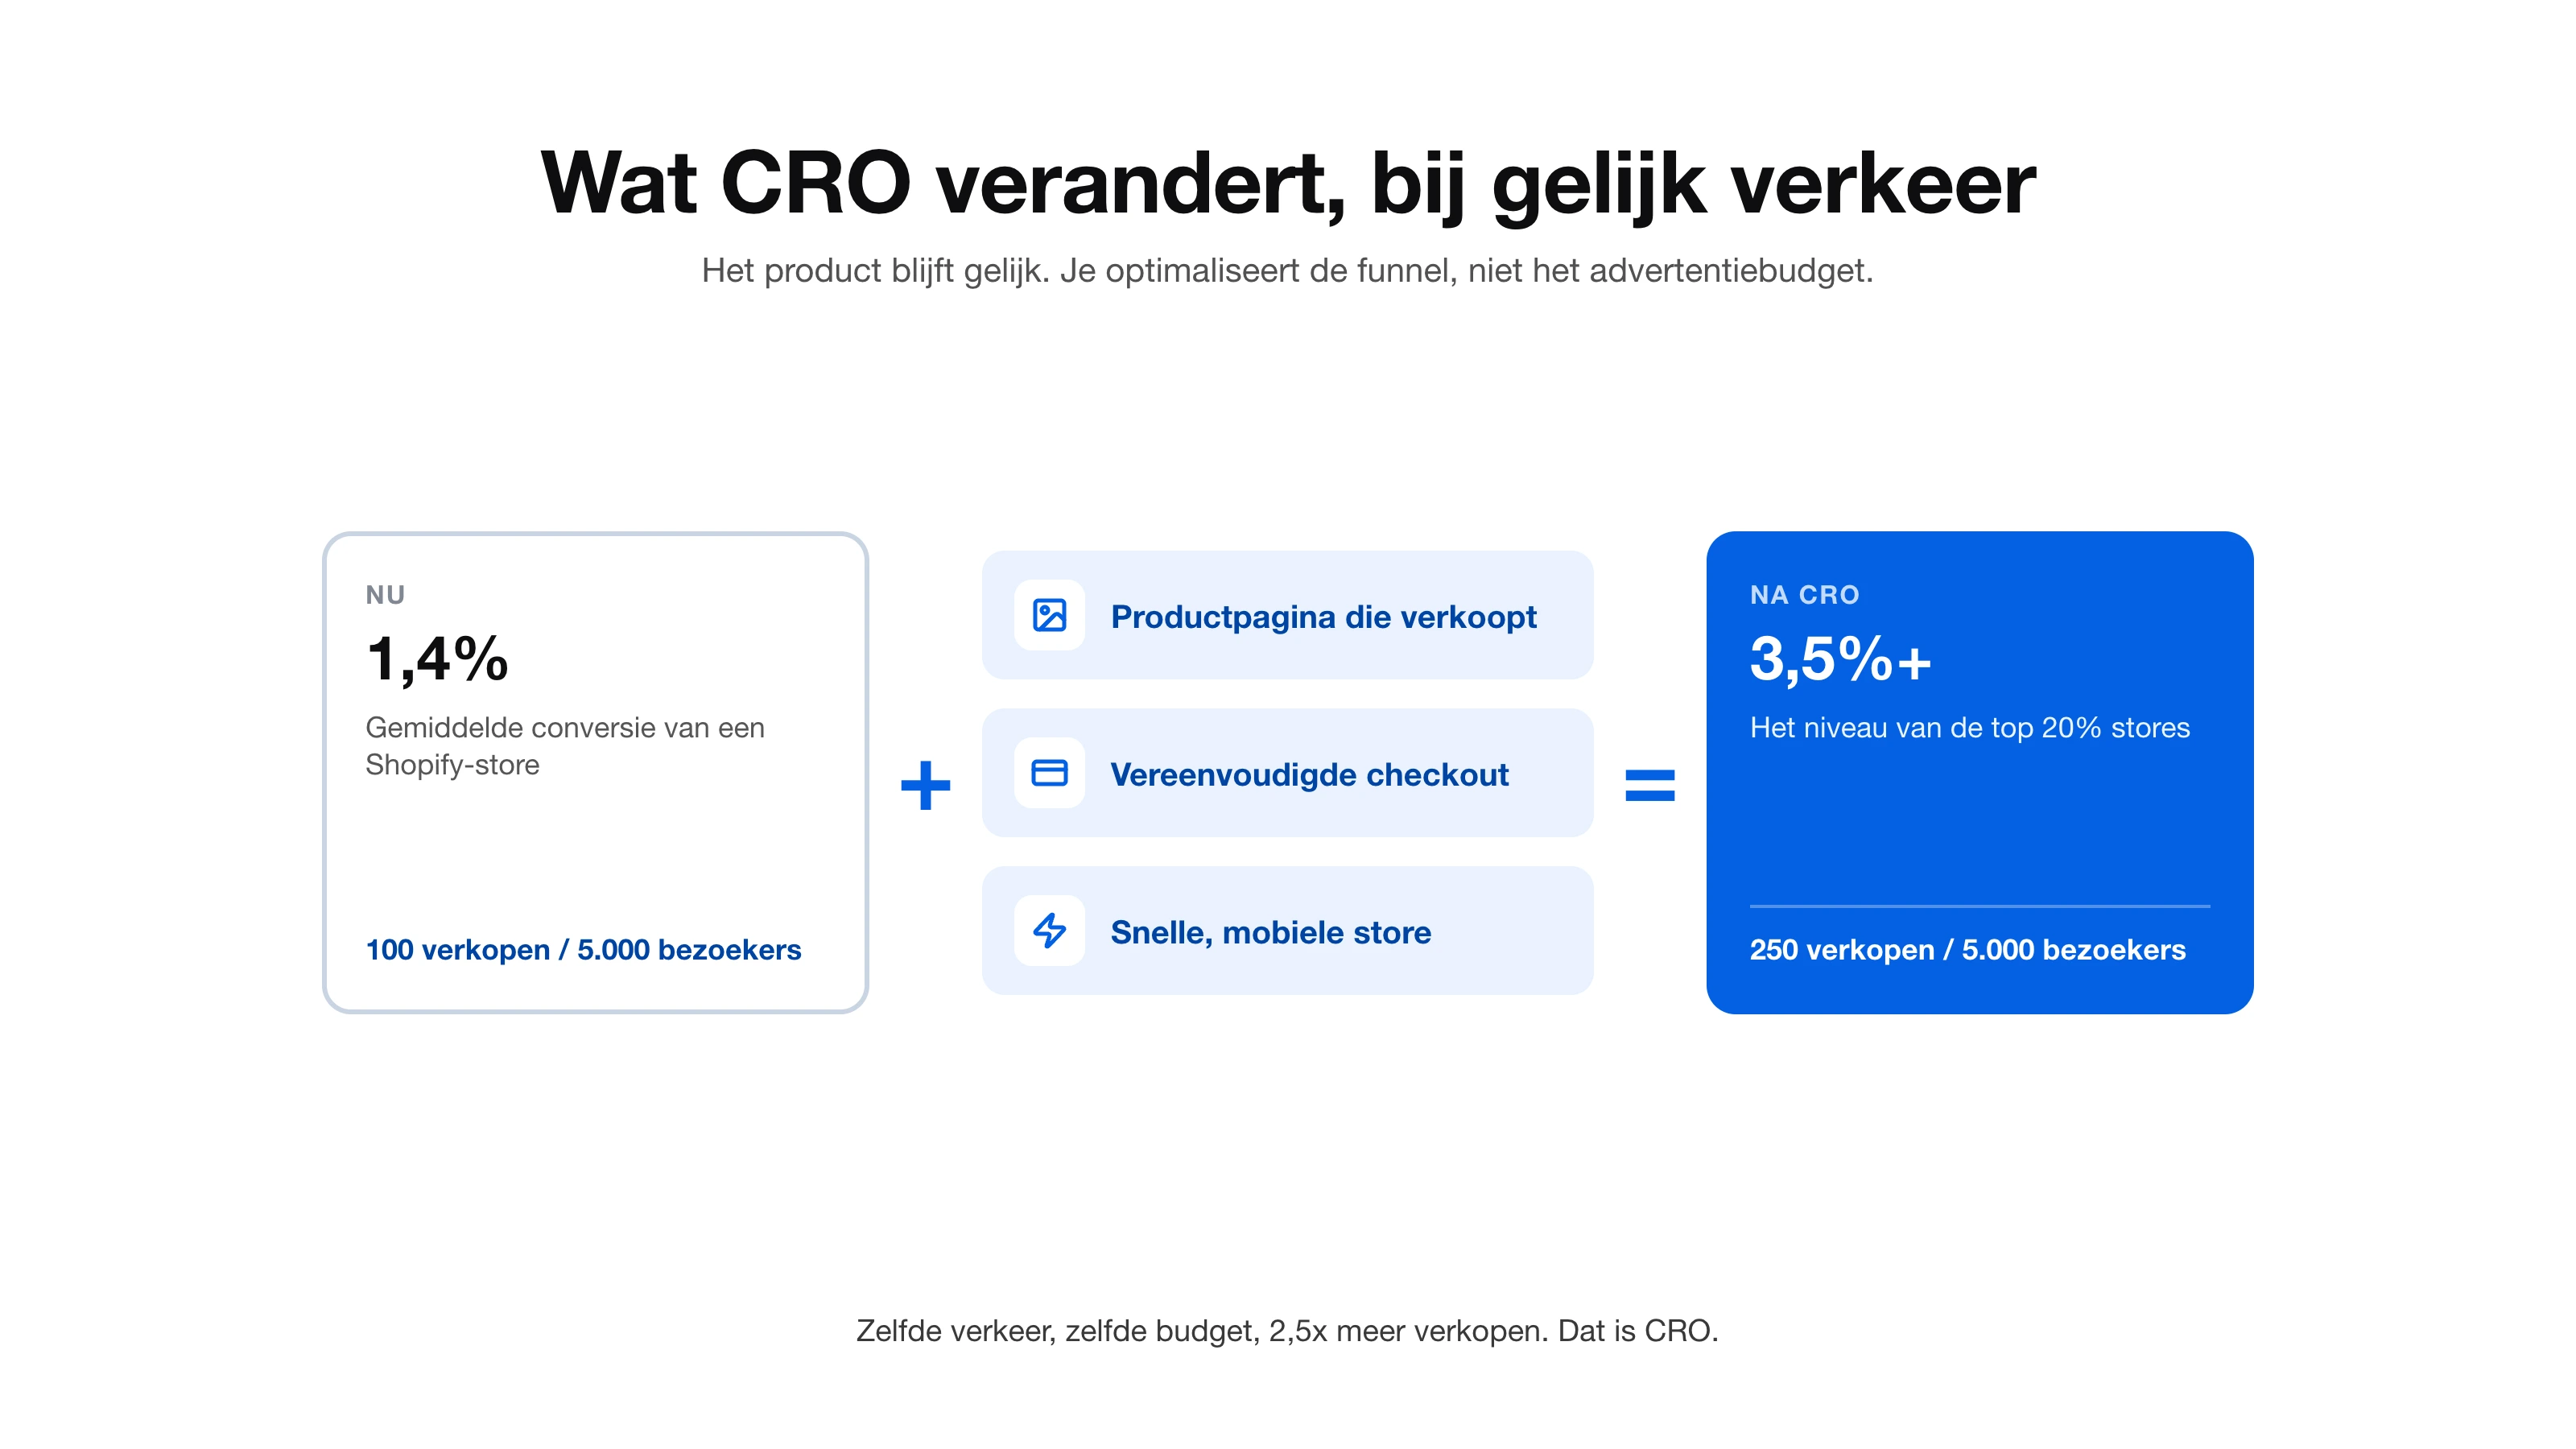 Wat CRO verandert, bij gelijk verkeer
Het product blijft gelijk. Je optimaliseert de funnel, niet het advertentiebudget.
NU
1,4%
Gemiddelde conversie van een
Shopify-store
100 verkopen / 5.000 bezoekers
+
Productpagina die verkoopt
Vereenvoudigde checkout
Snelle, mobiele store
=
NA CRO
3,5%+
Het niveau van de top 20% stores
250 verkopen / 5.000 bezoekers
Zelfde verkeer, zelfde budget, 2,5x meer verkopen. Dat is CRO.